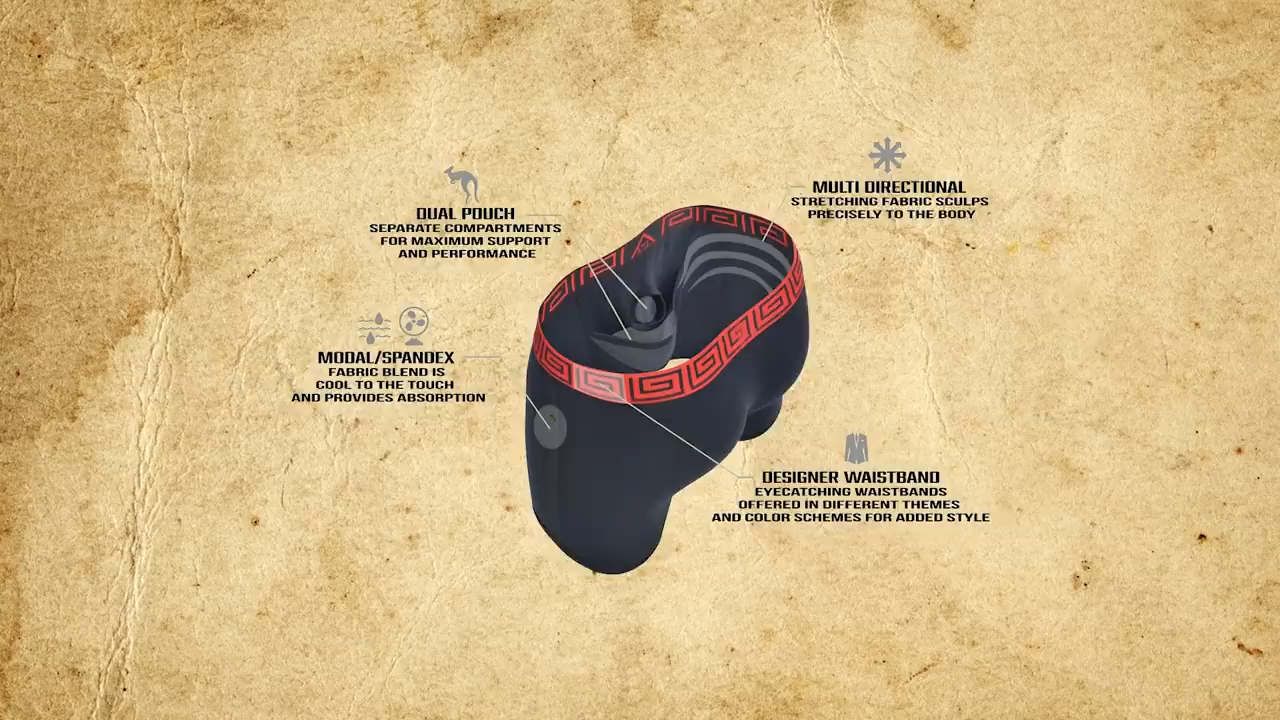 MULTI DIRECTIONAL
STRETCHING FABRIC SCULPS
PRECISELY TO THE BODY
DUAL POUCH
SEPARATE COMPARTMENTS
FOR MAXIMUM SUPPORT
AND PERFORMANCE
MODAL/SPANDEX
FABRIC BLEND IS
COOL TO THE TOUCH
AND PROVIDES ABSORPTION
DESIGNER WAISTBAND
EYECATCHING WAISTBANDS
OFFERED IN DIFFERENT THEMES
AND COLOR SCHEMES FOR ADDED STYLE